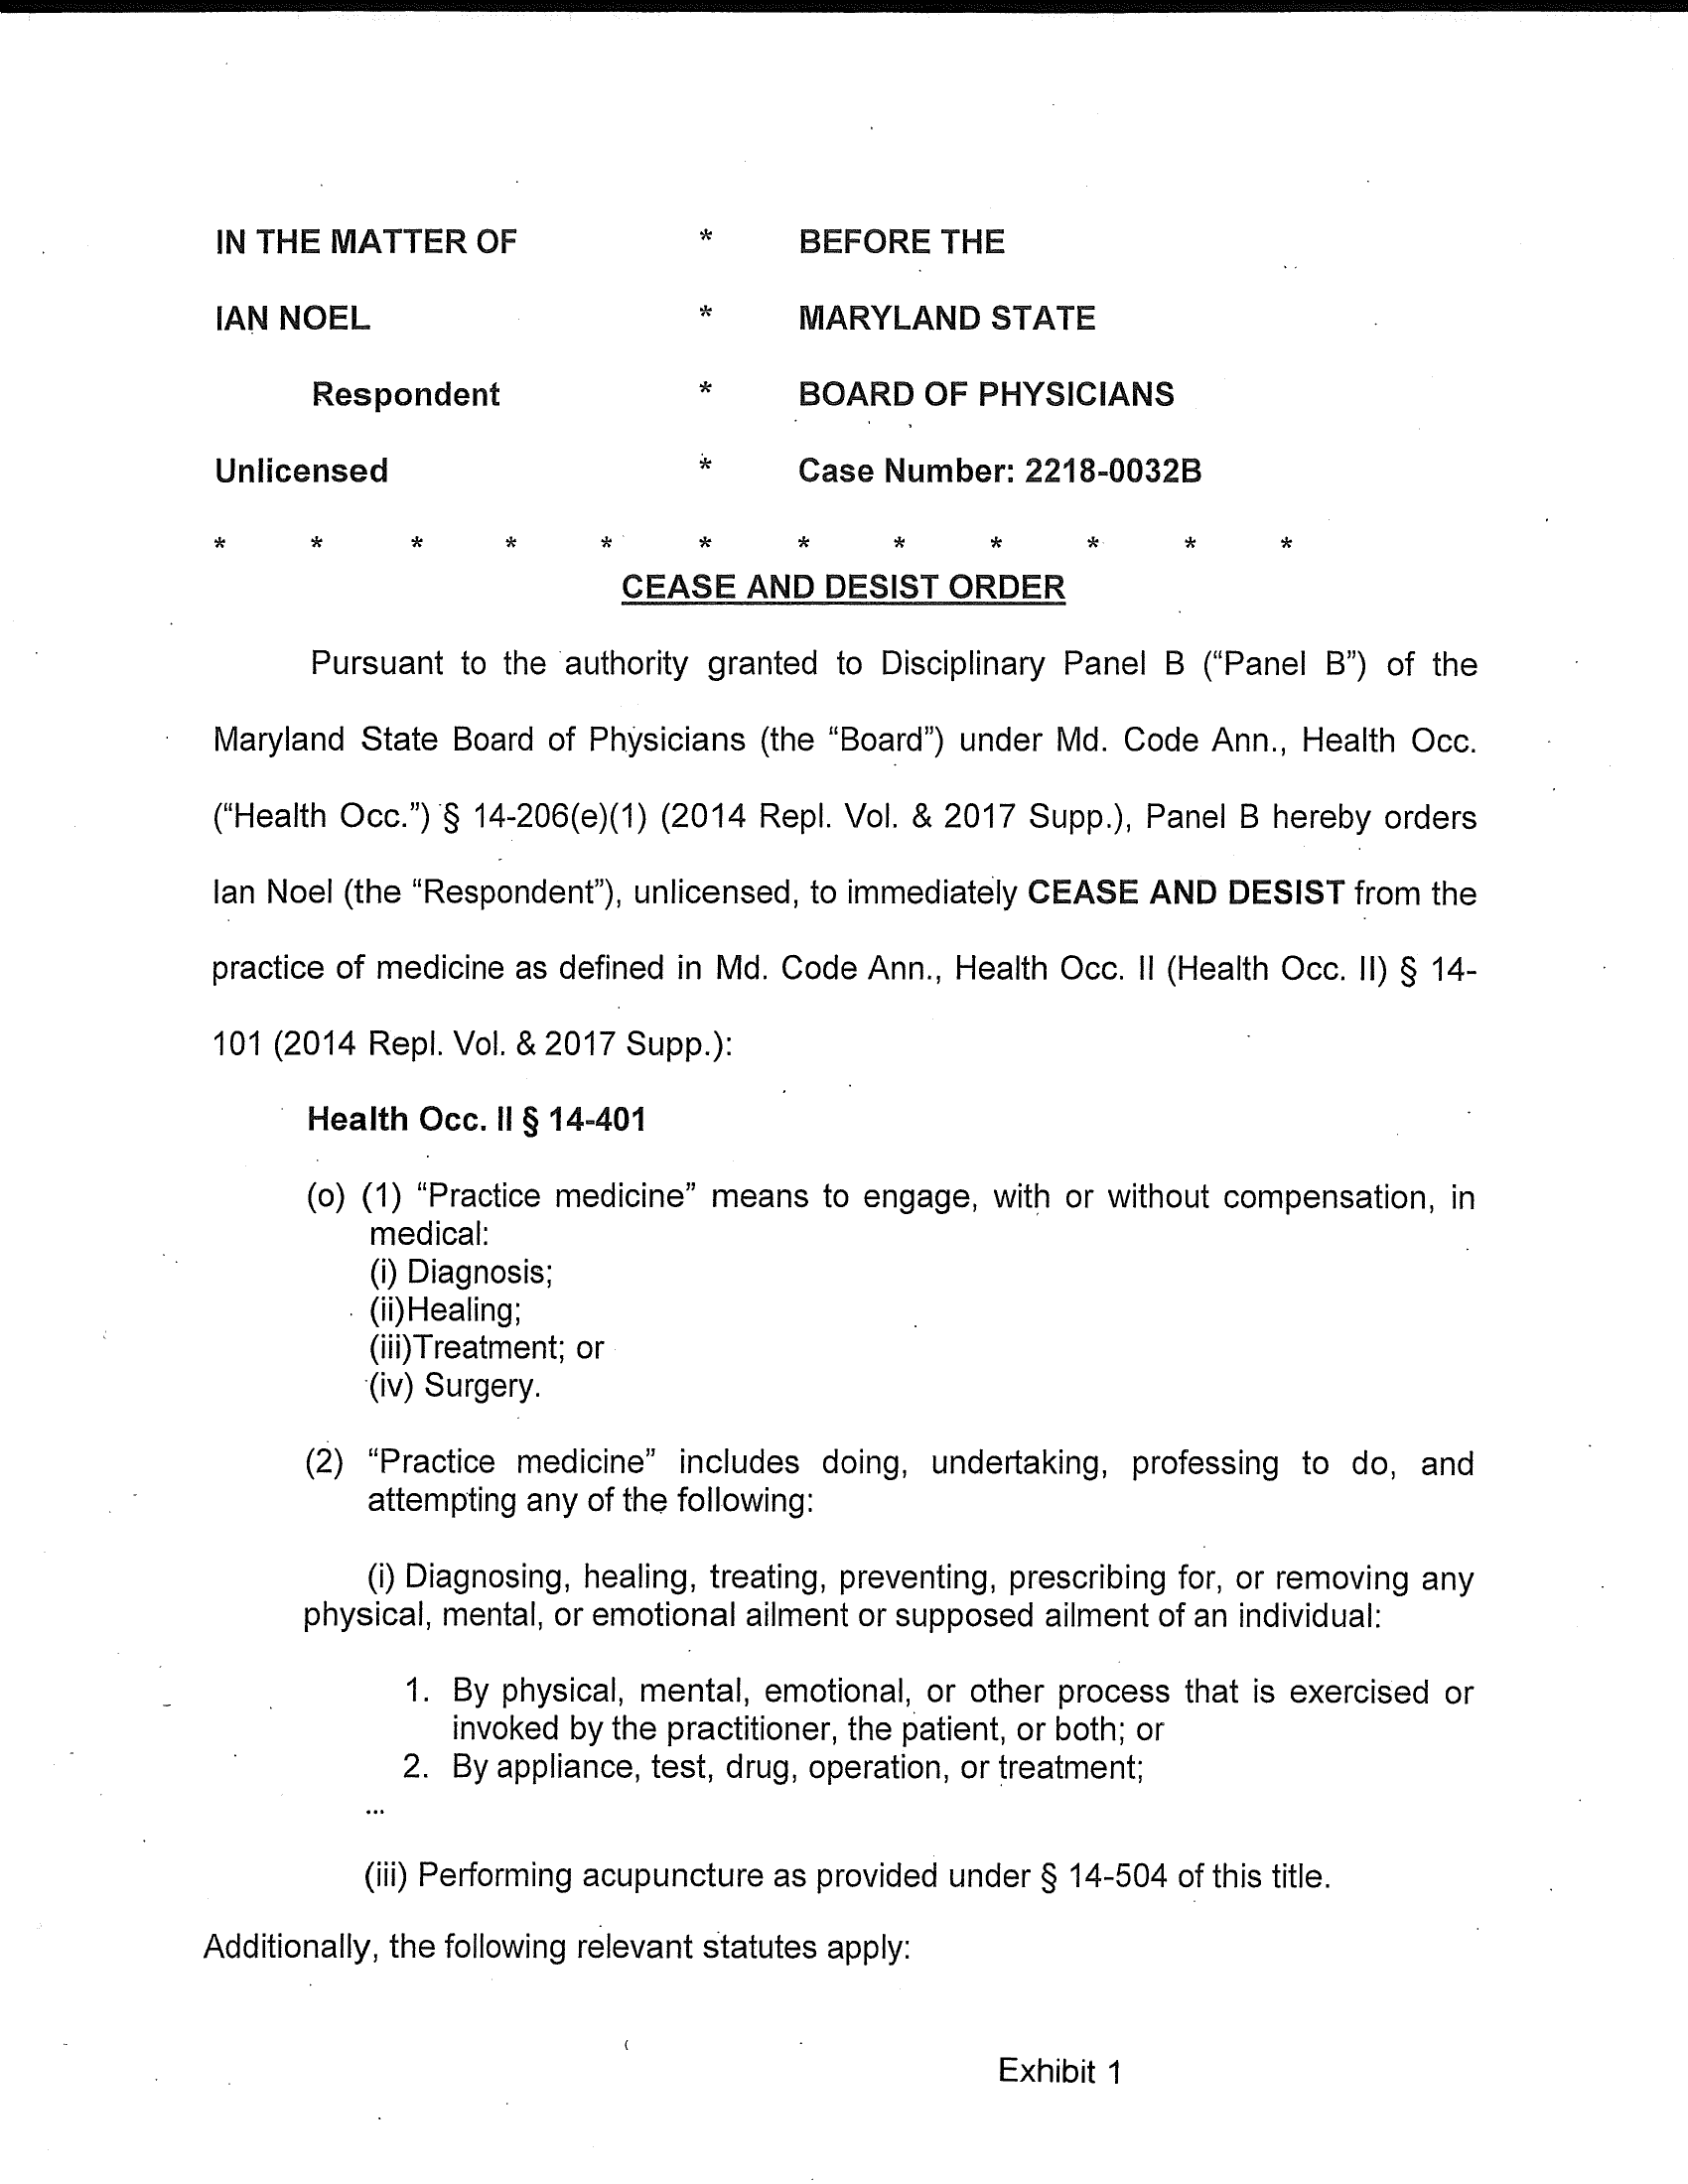 IN THE MATTER OF * BEFORE THE
IAN NOEL * MARYLAND STATE
Respondent * BOARD OF PHYSICIANS
Unlicensed * Case Number: 2218-0032B
* * * * * * * * * * * *
CEASE AND DESIST ORDER
Pursuant to the authority granted to Disciplinary Panel B (“Panel B”) of the
Maryland State Board of Physicians (the “Board”) under Md. Code Ann., Health Occ.
(“Health Occ.”) § 14-206(e)(1) (2014 Repl. Vol. & 2017 Supp.), Panel B hereby orders
Ian Noel (the “Respondent”), unlicensed, to immediately CEASE AND DESIST from the
practice of medicine as defined in Md. Code Ann., Health Occ. II (Health Occ. II) § 14-
101 (2014 Repl. Vol. & 2017 Supp.):
Health Occ. II § 14-401
(o) (1) “Practice medicine” means to engage, with or without compensation, in
medical:
(i) Diagnosis;
(ii)Healing;
(iii)Treatment; or
(iv) Surgery.
(2) “Practice medicine” includes doing, undertaking, professing to do, and
attempting any of the following:
(i) Diagnosing, healing, treating, preventing, prescribing for, or removing any
physical, mental, or emotional ailment or supposed ailment of an individual:
1. By physical, mental, emotional, or other process that is exercised or
invoked by the practitioner, the patient, or both; or
2. By appliance, test, drug, operation, or treatment;
...
(iii) Performing acupuncture as provided under § 14-504 of this title.
Additionally, the following relevant statutes apply:
Exhibit 1